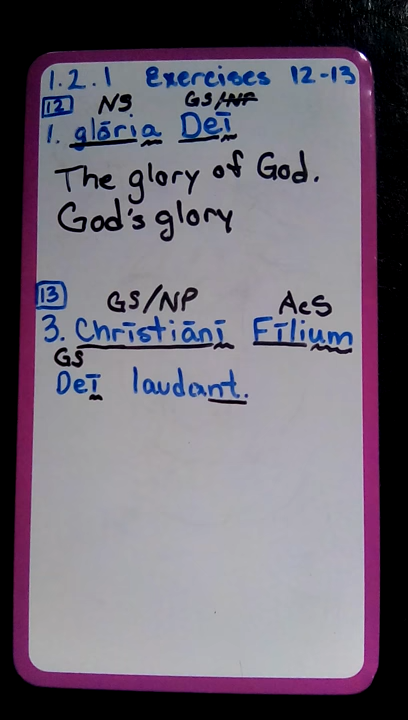 1.2.1 Exercises 12-13
12 NS GS/NP
1. glōria Deī
The glory of God.
God's glory
13 GS/NP AcS
3. Christiānī Fīlium
GS
Deī laudant.